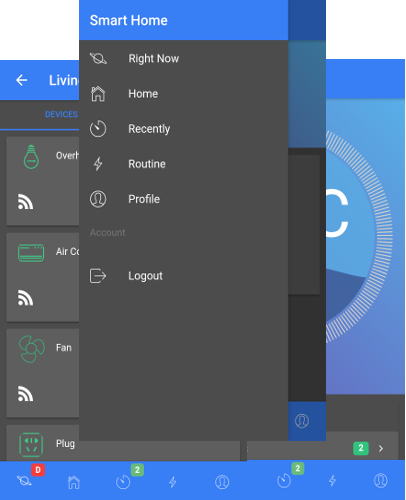 Smart Home
Right Now
Home
Recently
Routine
Profile
Account
Logout
Livin
DEVICES
Overh
Air Co
Fan
Plug
C
2
D
2
2